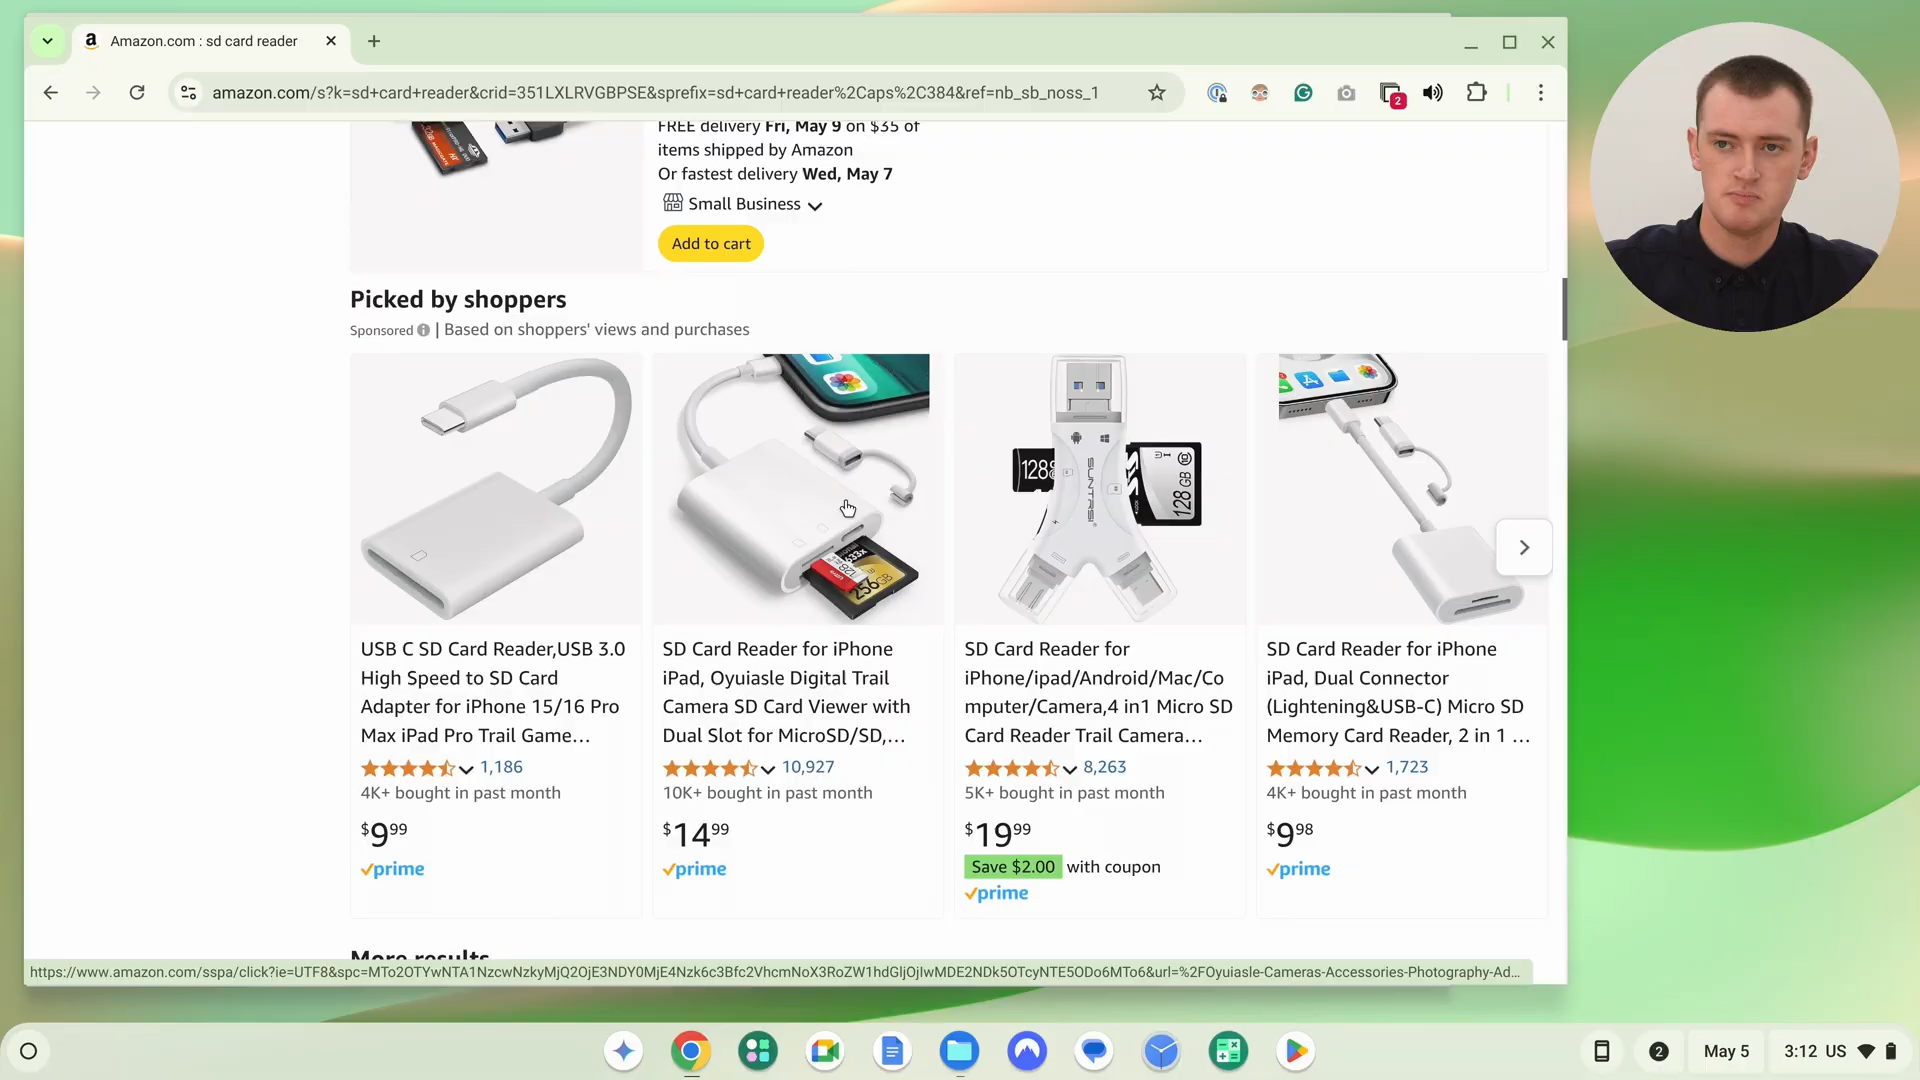 Amazon.com : sd card reader
amazon.com/s?k=sd+card+reader&crid=351LXLRVGBPSE&sprefix=sd+card+reader%2Caps%2C384&ref=nb_sb_noss_1
2
FREE delivery Fri, May 9 on $35 of
items shipped by Amazon
Or fastest delivery Wed, May 7
Small Business
Add to cart
Picked by shoppers
Sponsored | Based on shoppers' views and purchases
128
SUNTRSI
128 GB
633x
256GB
USB C SD Card Reader,USB 3.0
High Speed to SD Card
Adapter for iPhone 15/16 Pro
Max iPad Pro Trail Game...
1,186
4K+ bought in past month
$9.99
prime
SD Card Reader for iPhone
iPad, Oyuiasle Digital Trail
Camera SD Card Viewer with
Dual Slot for MicroSD/SD,...
10,927
10K+ bought in past month
$14.99
prime
SD Card Reader for
iPhone/ipad/Android/Mac/Co
mputer/Camera,4 in1 Micro SD
Card Reader Trail Camera...
8,263
5K+ bought in past month
$19.99
Save $2.00 with coupon
prime
SD Card Reader for iPhone
iPad, Dual Connector
(Lightening&USB-C) Micro SD
Memory Card Reader, 2 in 1 ...
1,723
4K+ bought in past month
$9.98
prime
More results
https://www.amazon.com/sspa/click?ie=UTF8&spc=MTo2OTYwNTA1NzcwNzkyMjQ2OjE3NDY0MjE4Nzk6c3Bfc2VhcmNoX3RoZW1hdGljOjIwMDE2NDk5OTcyNTE5ODo6MTo6&url=%2FOyuiasle-Cameras-Accessories-Photography-Ad...
2
May 5
3:12 US